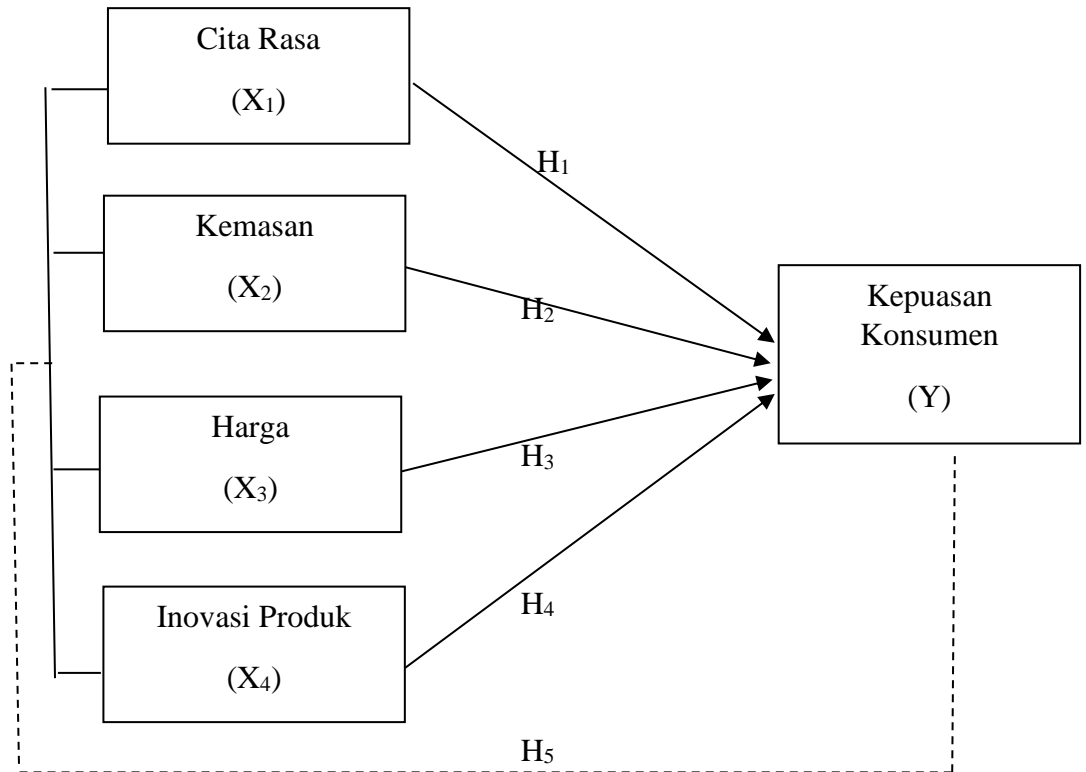 Cita Rasa
(X₁)
H₁
Kemasan
(X₂)
H₂
Kepuasan
Konsumen
(Y)
Harga
(X₃)
H₃
Inovasi Produk
(X₄)
H₄
H₅